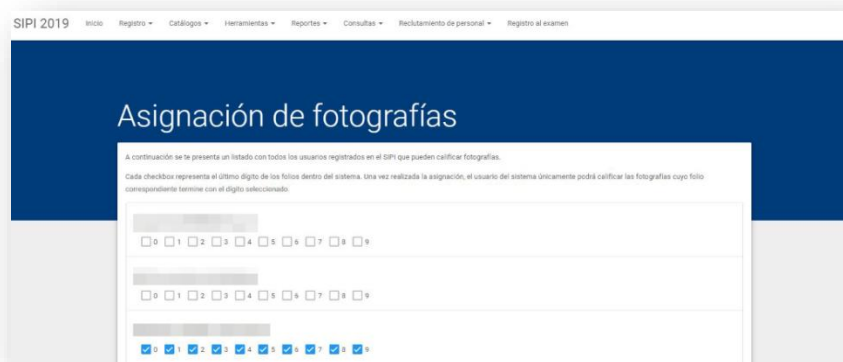 SIPI 2019 Inicio Registro Catálogos Herramientas Reportes Consultas Reclutamiento de personal Registro al examen
Asignación de fotografías
A continuación se te presenta un listado con todos los usuarios registrados en el SIPI que pueden calificar fotografías.
Cada checkbox representa el último dígito de los folios dentro del sistema. Una vez realizada la asignación, el usuario del sistema únicamente podrá calificar las fotografías cuyo folio
correspondiente termine con el dígito seleccionado.
0 1 2 3 4 5 6 7 8 9
0 1 2 3 4 5 6 7 8 9
0 1 2 3 4 5 6 7 8 9